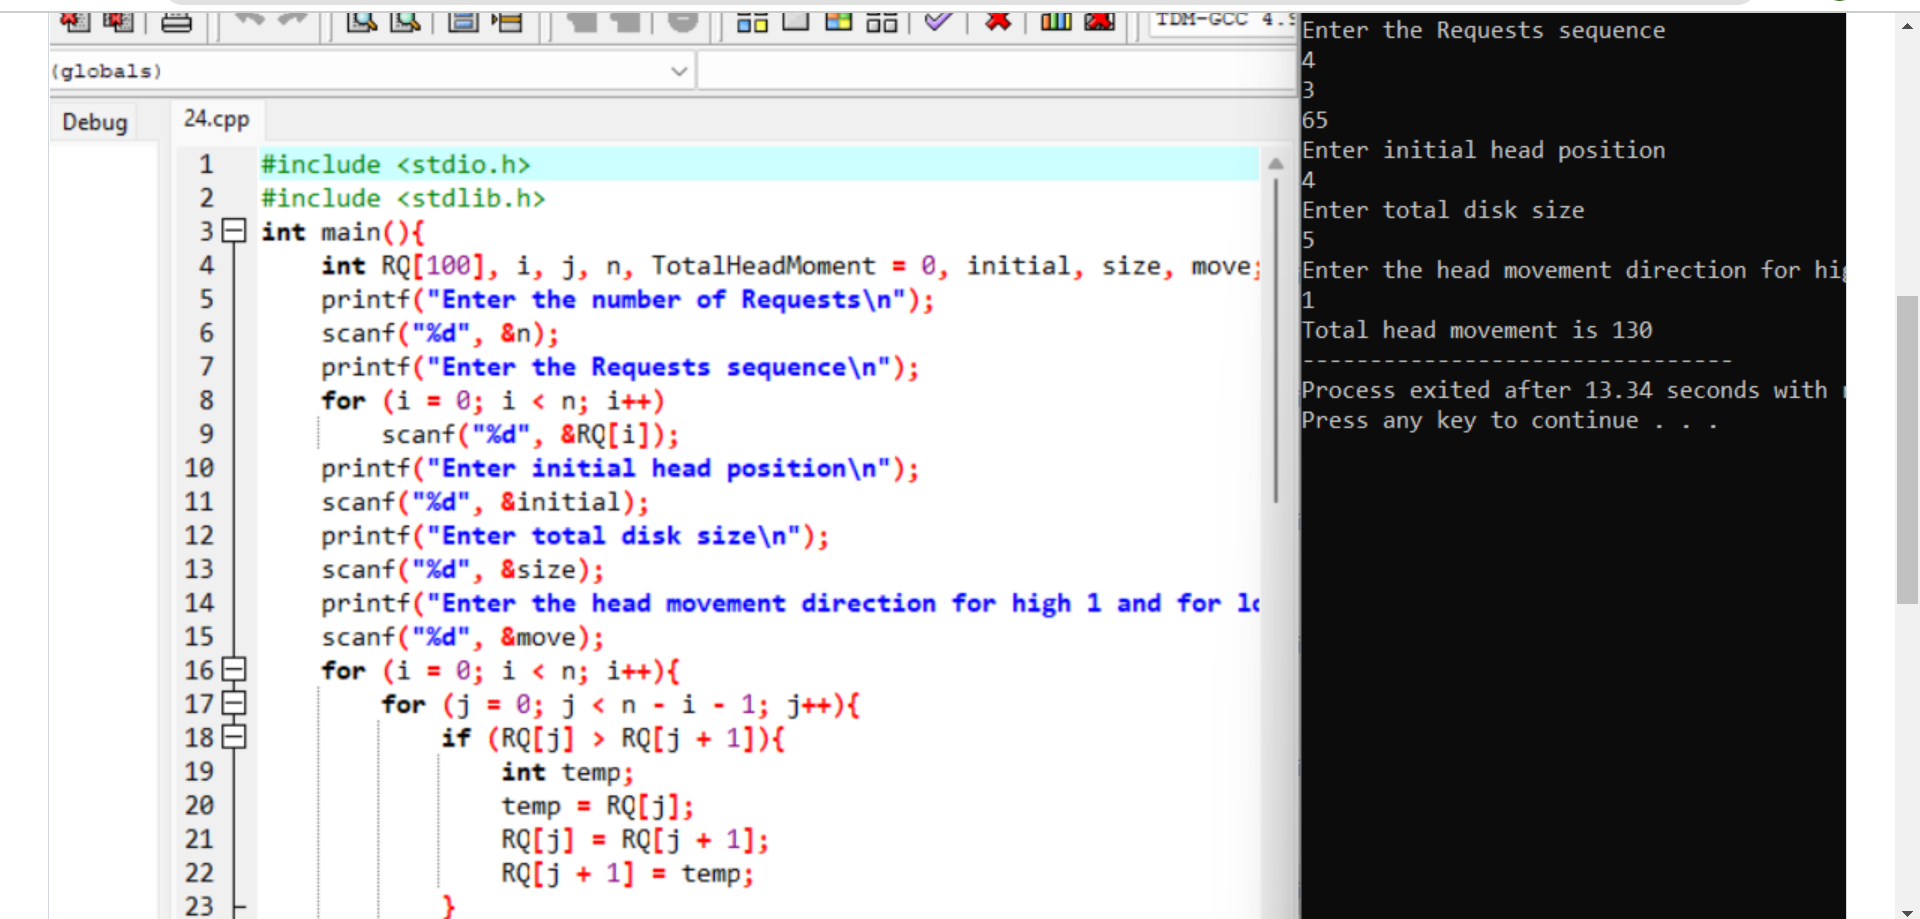 TDM-GCC 4.9
(globals)
Debug
24.cpp
1 #include <stdio.h>
2 #include <stdlib.h>
3 int main(){
4 int RQ[100], i, j, n, TotalHeadMoment = 0, initial, size, move;
5 printf("Enter the number of Requests\n");
6 scanf("%d", &n);
7 printf("Enter the Requests sequence\n");
8 for (i = 0; i < n; i++)
9 scanf("%d", &RQ[i]);
10 printf("Enter initial head position\n");
11 scanf("%d", &initial);
12 printf("Enter total disk size\n");
13 scanf("%d", &size);
14 printf("Enter the head movement direction for high 1 and for lo
15 scanf("%d", &move);
16 for (i = 0; i < n; i++){
17 for (j = 0; j < n - i - 1; j++){
18 if (RQ[j] > RQ[j + 1]){
19 int temp;
20 temp = RQ[j];
21 RQ[j] = RQ[j + 1];
22 RQ[j + 1] = temp;
23 }
Enter the Requests sequence
4
3
65
Enter initial head position
4
Enter total disk size
5
Enter the head movement direction for hig
1
Total head movement is 130
--------------------------------
Process exited after 13.34 seconds with
Press any key to continue . . .